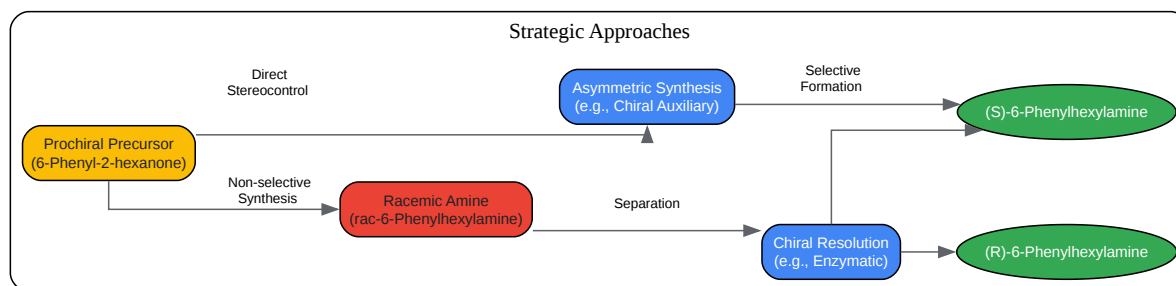 Strategic Approaches
Direct
Stereocontrol
Asymmetric Synthesis
(e.g., Chiral Auxiliary)
Selective
Formation
(S)-6-Phenylhexylamine
Prochiral Precursor
(6-Phenyl-2-hexanone)
Non-selective
Synthesis
Racemic Amine
(rac-6-Phenylhexylamine)
Separation
Chiral Resolution
(e.g., Enzymatic)
(R)-6-Phenylhexylamine